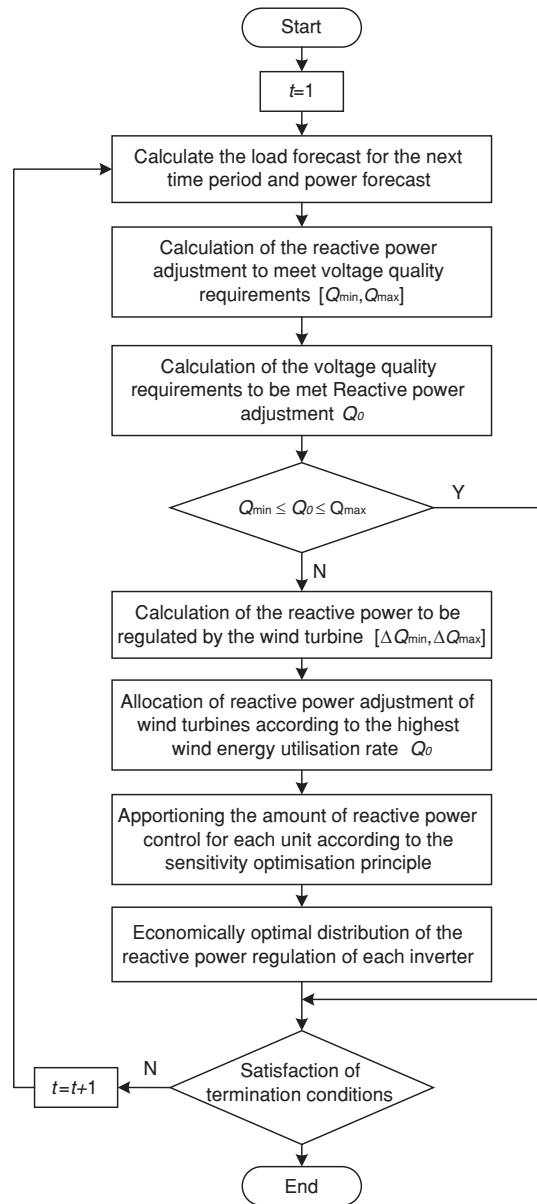 Start
t=1
Calculate the load forecast for the next
time period and power forecast
Calculation of the reactive power
adjustment to meet voltage quality
requirements [Qmin,Qmax]
Calculation of the voltage quality
requirements to be met Reactive power
adjustment Q0
Qmin ≤ Q0 ≤ Qmax
Y
N
Calculation of the reactive power to be
regulated by the wind turbine [ΔQmin,ΔQmax]
Allocation of reactive power adjustment of
wind turbines according to the highest
wind energy utilisation rate Q0
Apportioning the amount of reactive power
control for each unit according to the
sensitivity optimisation principle
Economically optimal distribution of the
reactive power regulation of each inverter
Satisfaction of
termination conditions
N
t=t+1
End